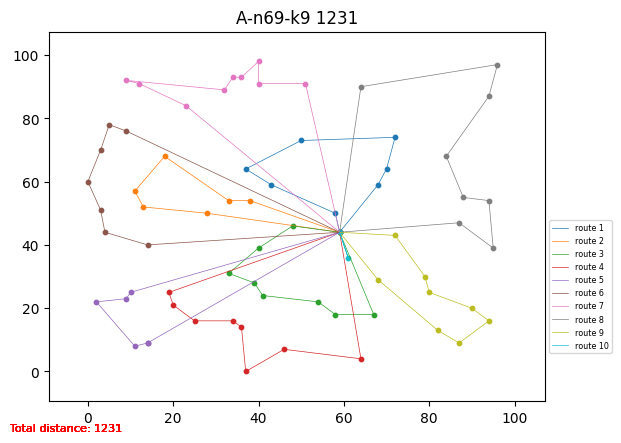 A-n69-k9 1231
100
80
60
40
20
0
0 20 40 60 80 100
route 1
route 2
route 3
route 4
route 5
route 6
route 7
route 8
route 9
route 10
Total distance: 1231